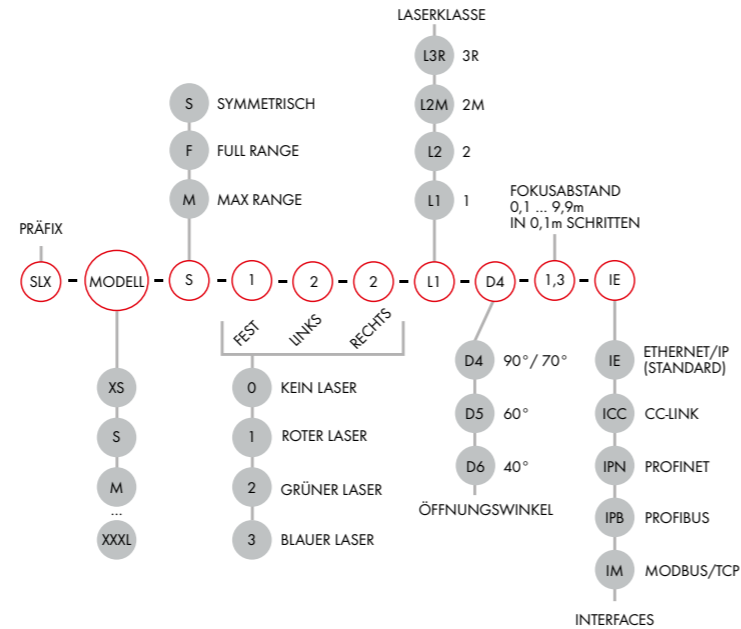 LASERKLASSE
L3R 3R
L2M 2M
L2 2
L1 1
S SYMMETRISCH
F FULL RANGE
M MAX RANGE
FOKUSABSTAND
0,1 ... 9,9m
IN 0,1m SCHRITTEN
PRÄFIX
SLX - MODELL - S - 1 - 2 - 2 - L1 - D4 - 1,3 - IE
FEST
LINKS
RECHTS
XS
S
M
...
XXXL
0 KEIN LASER
1 ROTER LASER
2 GRÜNER LASER
3 BLAUER LASER
D4 90°/ 70°
D5 60°
D6 40°
ÖFFNUNGSWINKEL
IE ETHERNET/IP
(STANDARD)
ICC CC-LINK
IPN PROFINET
IPB PROFIBUS
IM MODBUS/TCP
INTERFACES